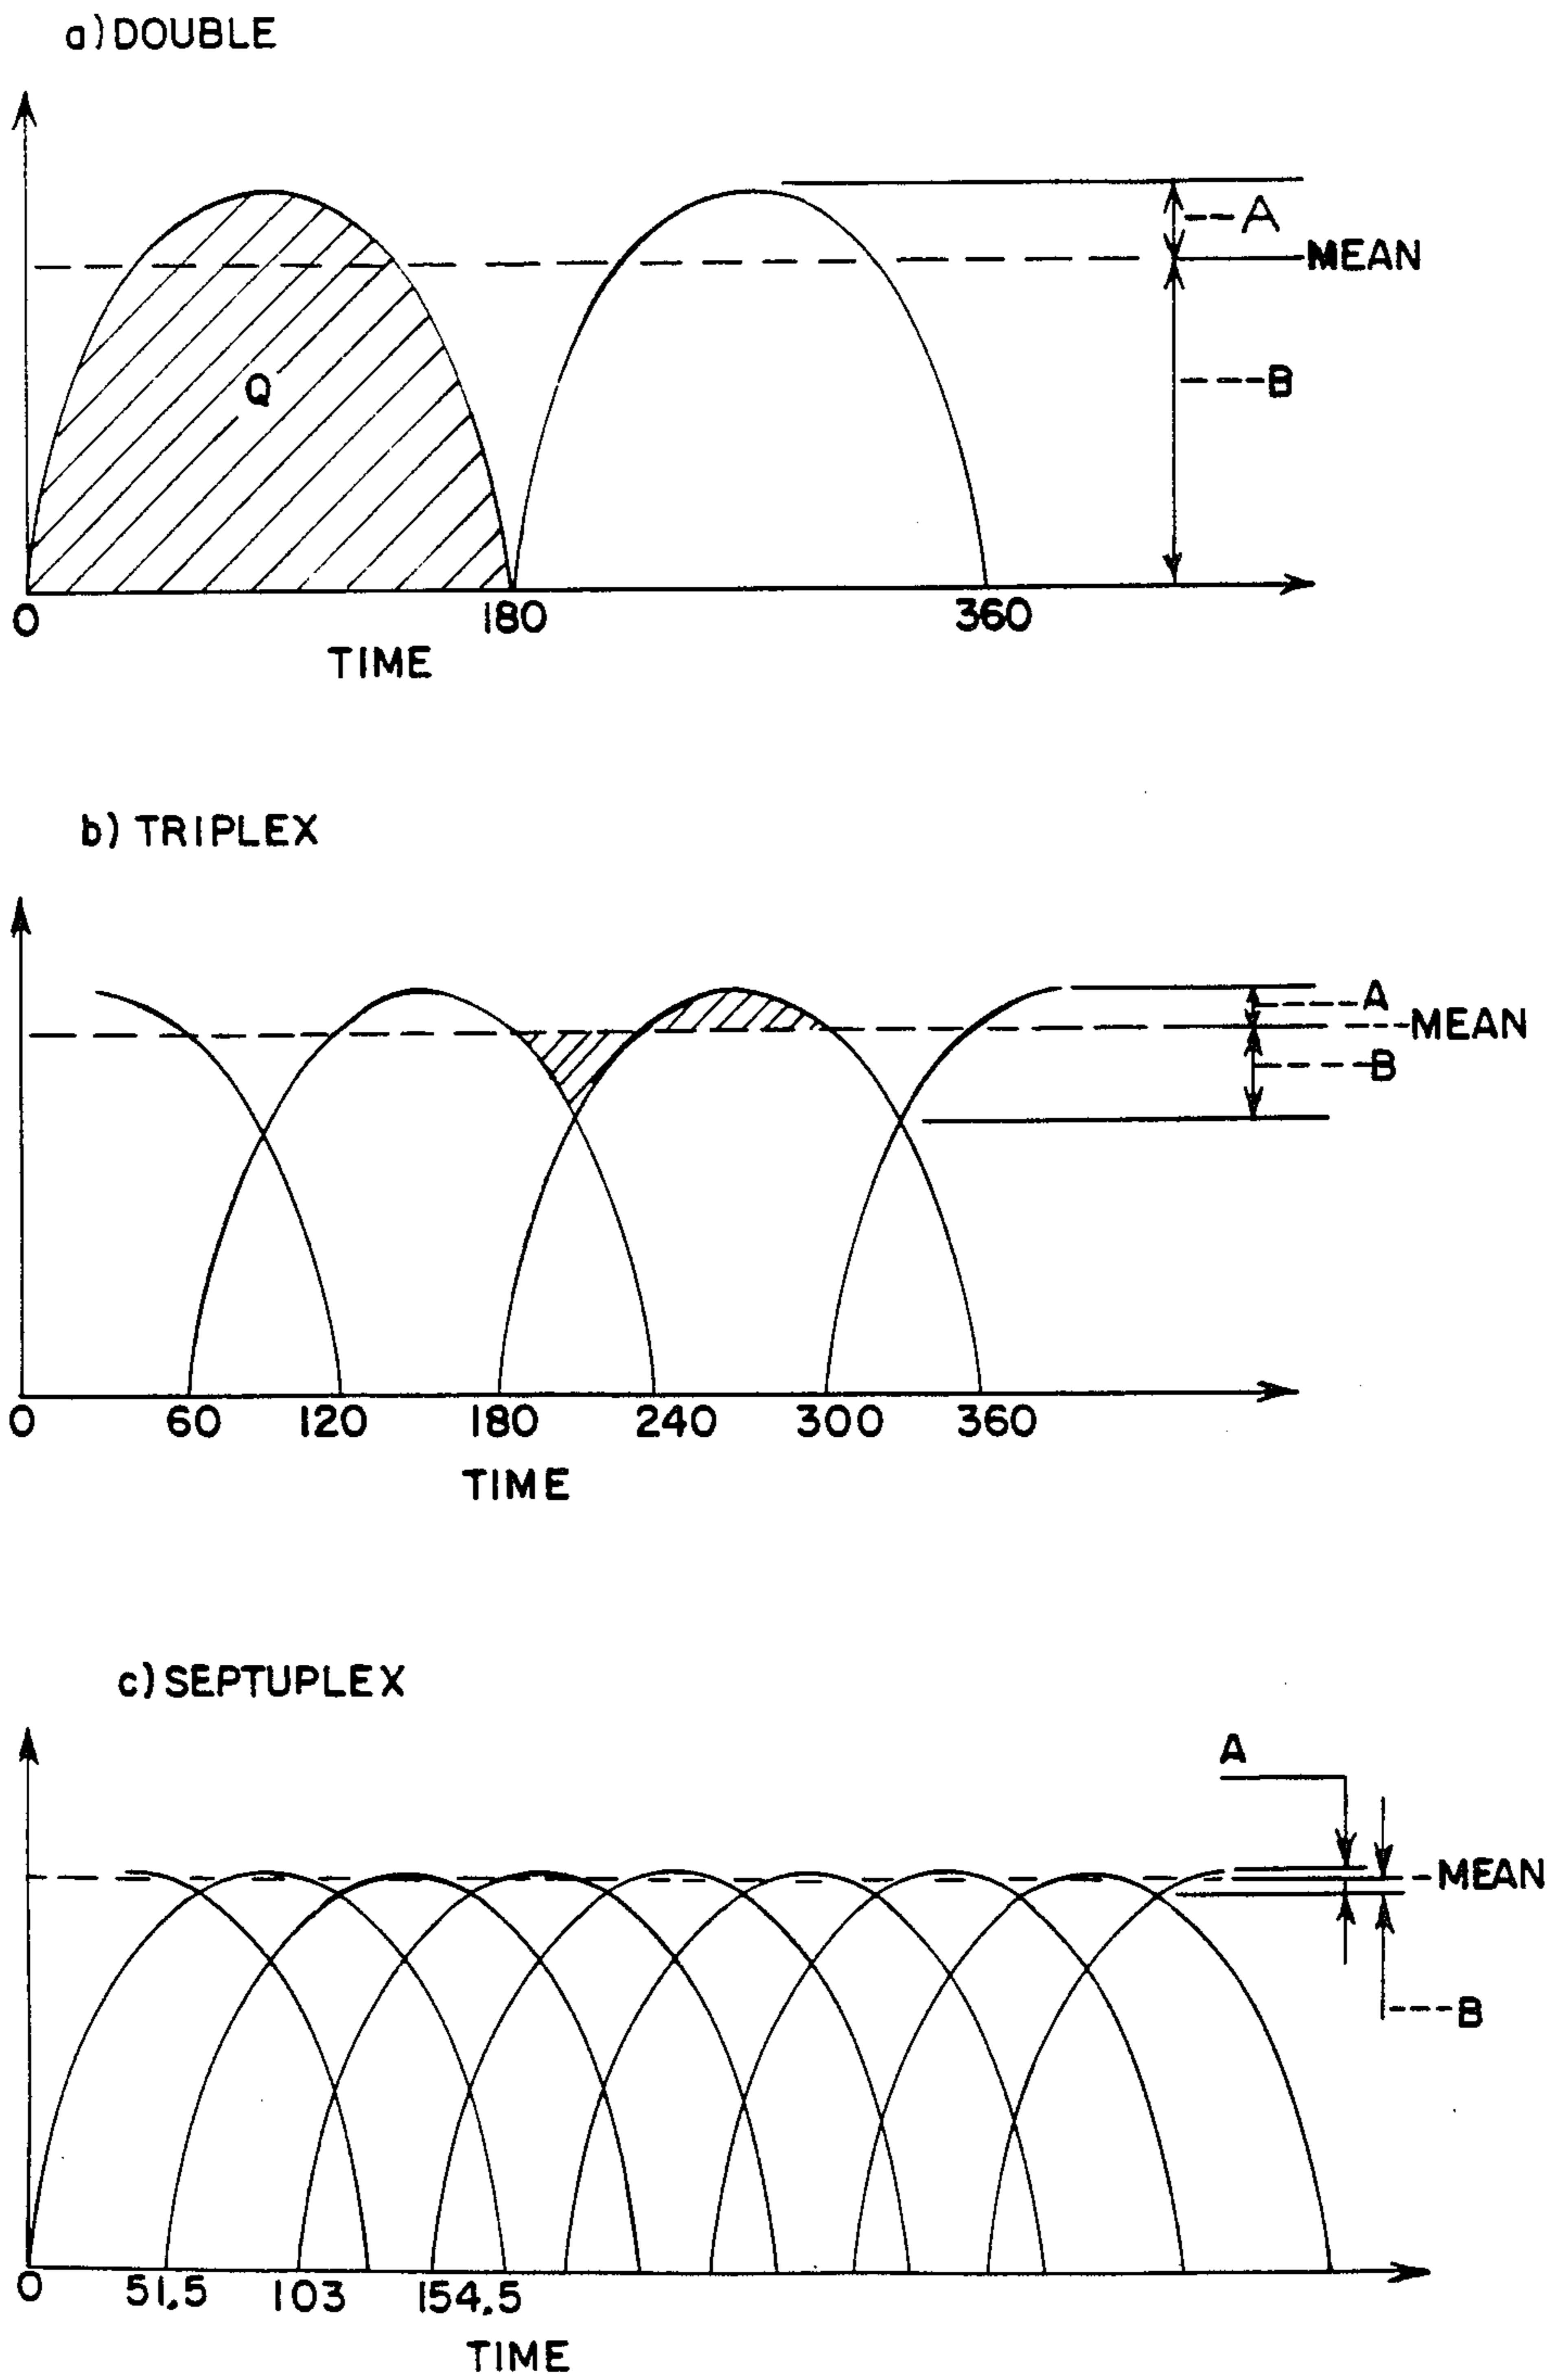 a) DOUBLE
A
MEAN
B
Q
0 180 360
TIME
b) TRIPLEX
A
MEAN
B
0 60 120 180 240 300 360
TIME
c) SEPTUPLEX
A
MEAN
B
0 51,5 103 154,5
TIME